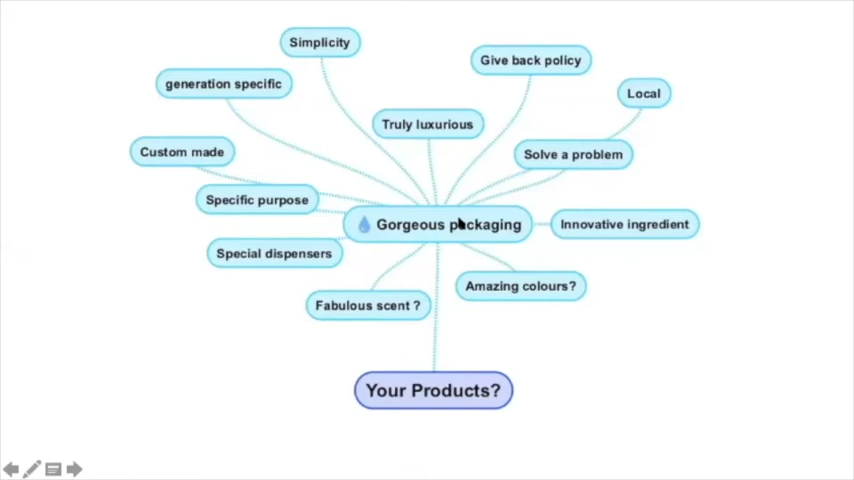 Simplicity
Give back policy
generation specific
Local
Truly luxurious
Custom made
Solve a problem
Specific purpose
Gorgeous packaging
Innovative ingredient
Special dispensers
Amazing colours?
Fabulous scent ?
Your Products?